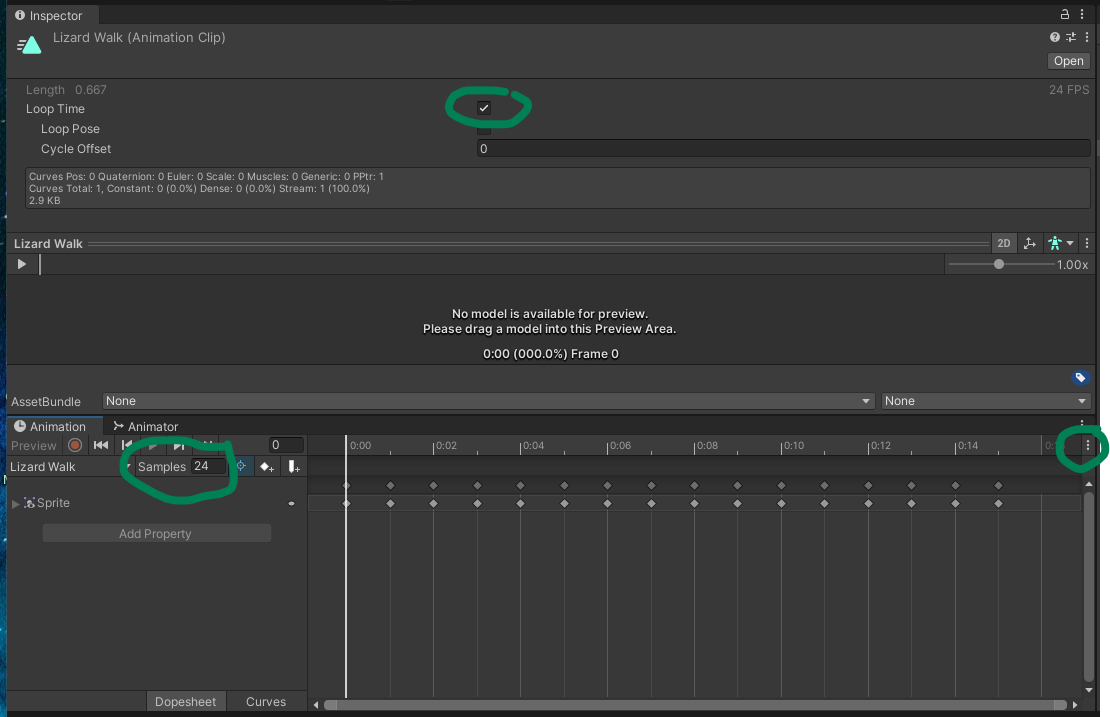 Inspector
Lizard Walk (Animation Clip)
Open
Length 0.667
24 FPS
Loop Time
Loop Pose
Cycle Offset
0
Curves Pos: 0 Quaternion: 0 Euler: 0 Scale: 0 Muscles: 0 Generic: 0 PPtr: 1
Curves Total: 1, Constant: 0 (0.0%) Dense: 0 (0.0%) Stream: 1 (100.0%)
2.9 KB
Lizard Walk
2D
1.00x
No model is available for preview.
Please drag a model into this Preview Area.
0:00 (000.0%) Frame 0
AssetBundle
None
None
Animation
Animator
Preview
0
0:00
0:02
0:04
0:06
0:08
0:10
0:12
0:14
Lizard Walk
Samples
24
Sprite
Add Property
Dopesheet
Curves